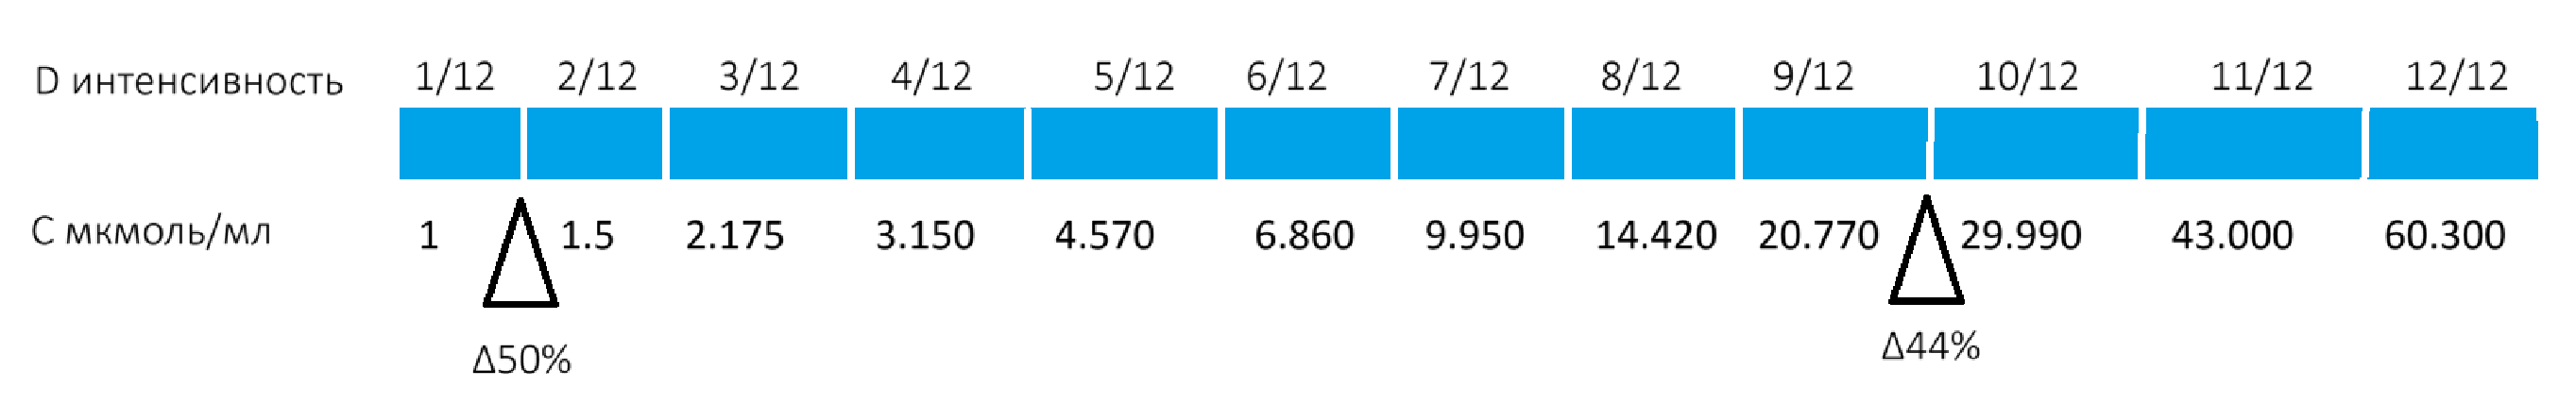 D интенсивность 1/12 2/12 3/12 4/12 5/12 6/12 7/12 8/12 9/12 10/12 11/12 12/12
С мкмоль/мл 1 1.5 2.175 3.150 4.570 6.860 9.950 14.420 20.770 29.990 43.000 60.300
Δ50% Δ44%